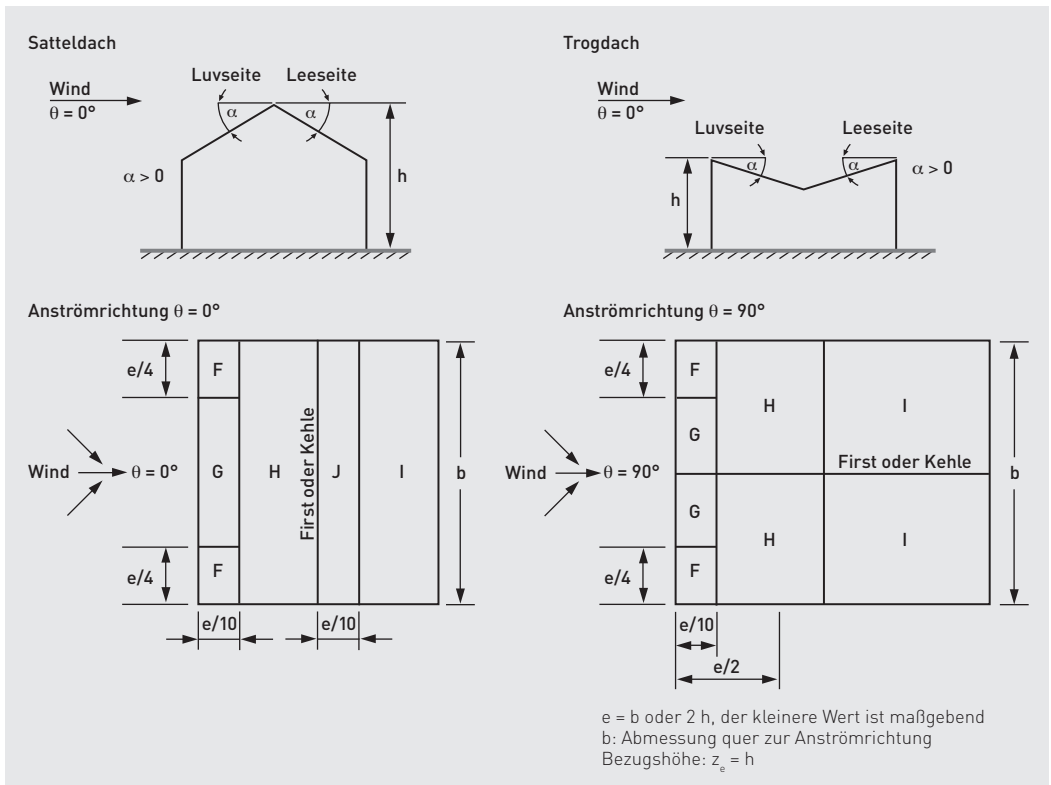 Satteldach
Wind
θ = 0°
Luvseite
Leeseite
α
α
α > 0
h
Trogdach
Wind
θ = 0°
Luvseite
Leeseite
α
α
α > 0
h
Anströmrichtung θ = 0°
e/4
F
Wind
θ = 0°
G
H
First oder Kehle
J
I
b
e/4
F
e/10
e/10
Anströmrichtung θ = 90°
e/4
F
H
I
G
Wind
θ = 90°
First oder Kehle
b
G
H
I
e/4
F
e/10
e/2
e = b oder 2 h, der kleinere Wert ist maßgebend
b: Abmessung quer zur Anströmrichtung
Bezugshöhe: zₑ = h